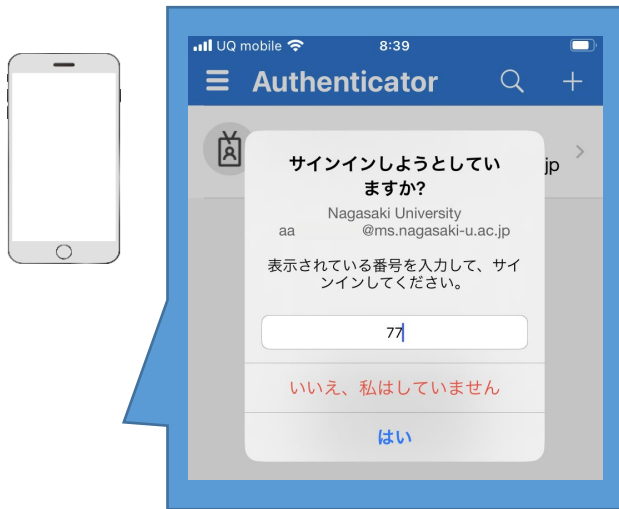 UQ mobile 8:39
Authenticator
jp
サインインしようとしてい
ますか?
Nagasaki University
aa @ms.nagasaki-u.ac.jp
表示されている番号を入力して、サイ
ンインしてください。
77
いいえ、私はしていません
はい